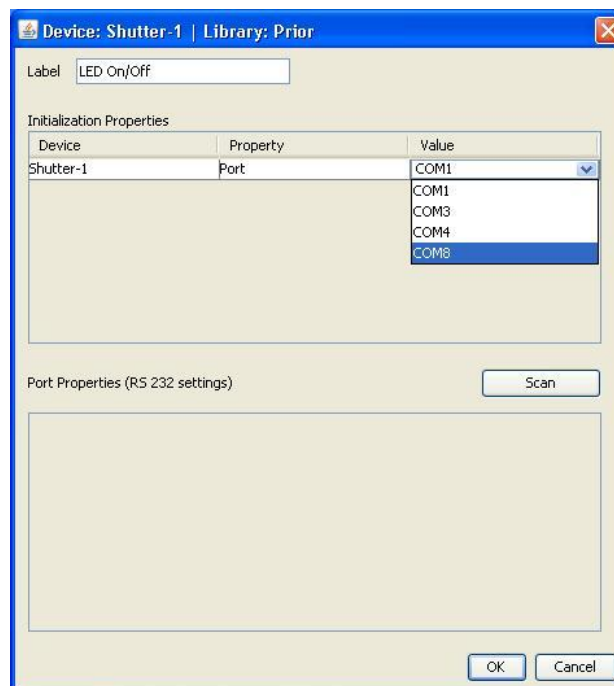 Device: Shutter-1 | Library: Prior
Label LED On/Off
Initialization Properties
Device Property Value
Shutter-1 Port COM1
COM1
COM3
COM4
COM8
Port Properties (RS 232 settings) Scan
OK Cancel